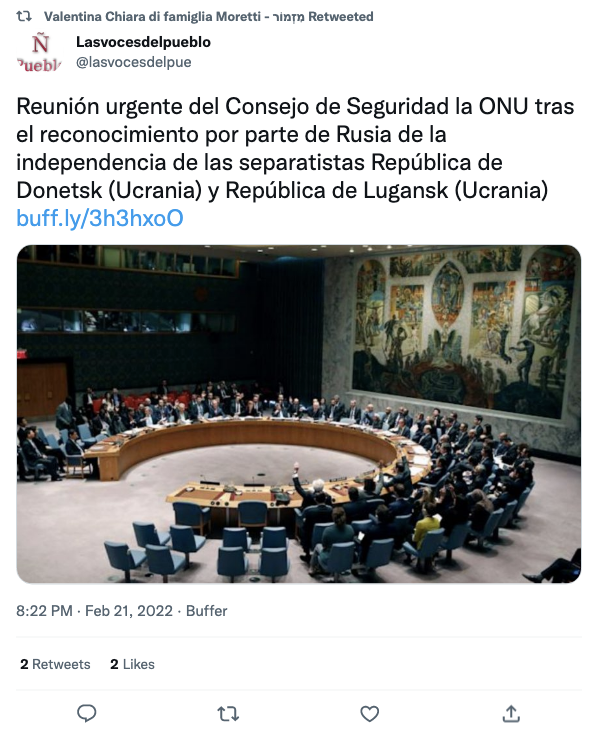 Valentina Chiara di famiglia Moretti - מִזְמוֹר Retweeted
Ñ
Lasvocesdelpueblo
@lasvocesdelpue
Reunión urgente del Consejo de Seguridad la ONU tras
el reconocimiento por parte de Rusia de la
independencia de las separatistas República de
Donetsk (Ucrania) y República de Lugansk (Ucrania)
buff.ly/3h3hxoO
8:22 PM · Feb 21, 2022 · Buffer
2 Retweets 2 Likes